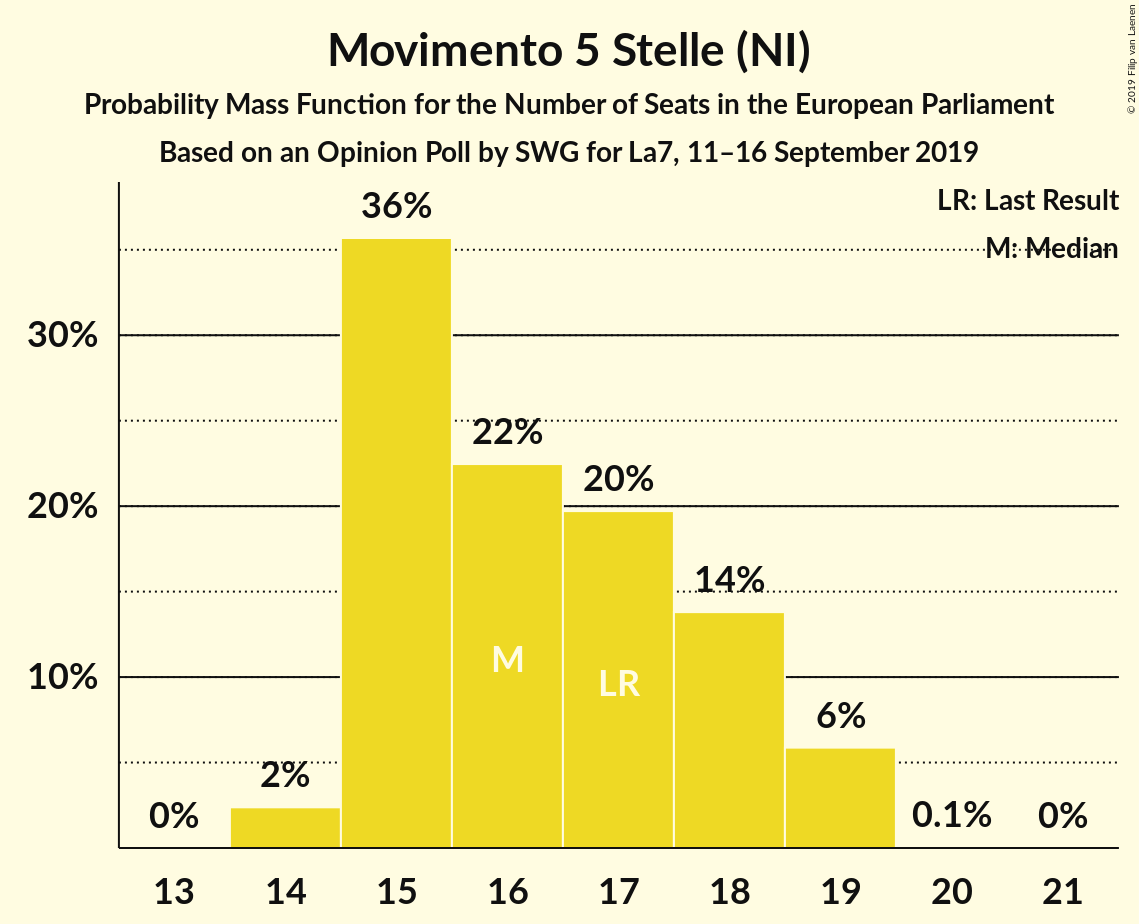 Movimento 5 Stelle (NI)
Probability Mass Function for the Number of Seats in the European Parliament
Based on an Opinion Poll by SWG for La7, 11–16 September 2019
© 2019 Filip van Laenen
LR: Last Result
M: Median
36%
30%
22%
20%
20%
14%
M
LR
10%
6%
2%
0%
0.1%
0%
13 14 15 16 17 18 19 20 21